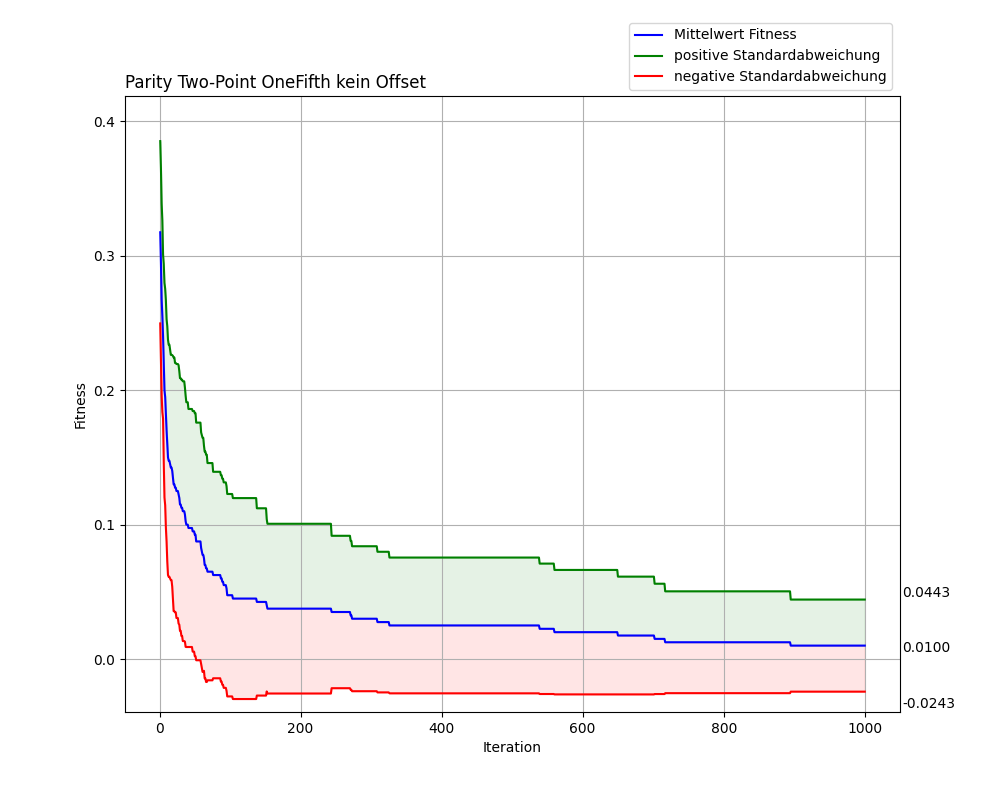 Mittelwert Fitness
positive Standardabweichung
negative Standardabweichung
Parity Two-Point OneFifth kein Offset
0.4
0.3
0.2
0.1
0.0
Fitness
0.0443
0.0100
-0.0243
0 200 400 600 800 1000
Iteration